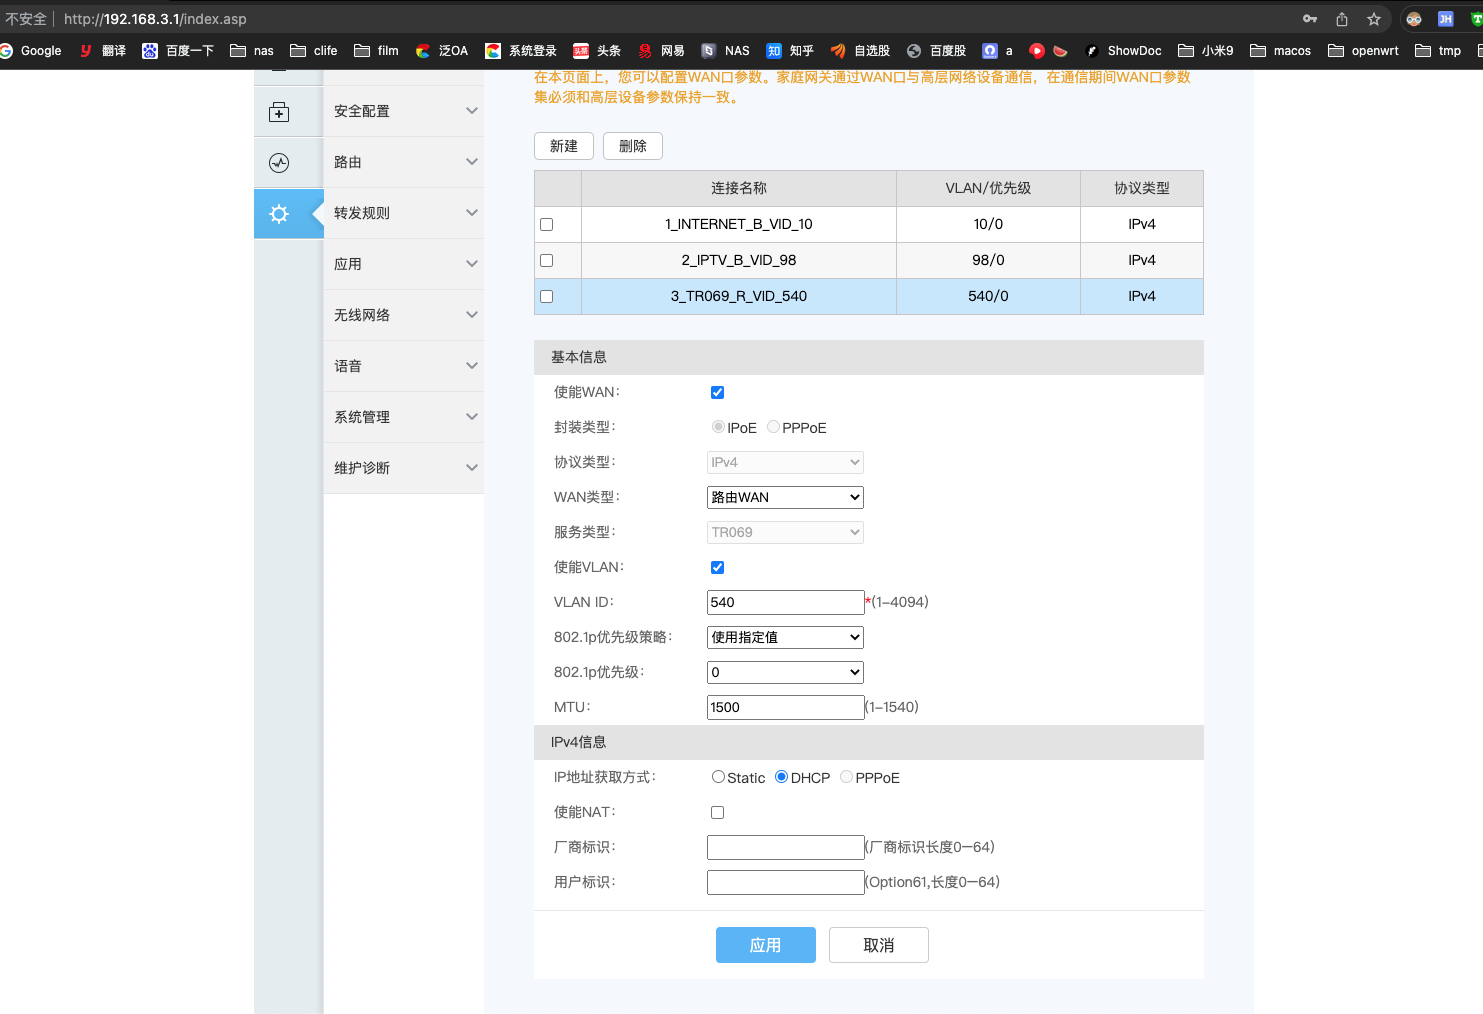 不安全 | http://192.168.3.1/index.asp
Google 翻译 百度一下 nas clife film 泛OA 系统登录 头条 网易 NAS 知乎 自选股 百度股 a ShowDoc 小米9 macos openwrt tmp
在本页面上，您可以配置WAN口参数。家庭网关通过WAN口与高层网络设备通信，在通信期间WAN口参数
集必须和高层设备参数保持一致。
安全配置
路由
转发规则
应用
无线网络
语音
系统管理
维护诊断
新建 删除
连接名称 VLAN/优先级 协议类型
1_INTERNET_B_VID_10 10/0 IPv4
2_IPTV_B_VID_98 98/0 IPv4
3_TR069_R_VID_540 540/0 IPv4
基本信息
使能WAN：
封装类型： IPoE PPPoE
协议类型： IPv4
WAN类型： 路由WAN
服务类型： TR069
使能VLAN：
VLAN ID： 540 *(1-4094)
802.1p优先级策略： 使用指定值
802.1p优先级： 0
MTU： 1500 (1-1540)
IPv4信息
IP地址获取方式： Static DHCP PPPoE
使能NAT：
厂商标识： (厂商标识长度0—64)
用户标识： (Option61,长度0—64)
应用 取消